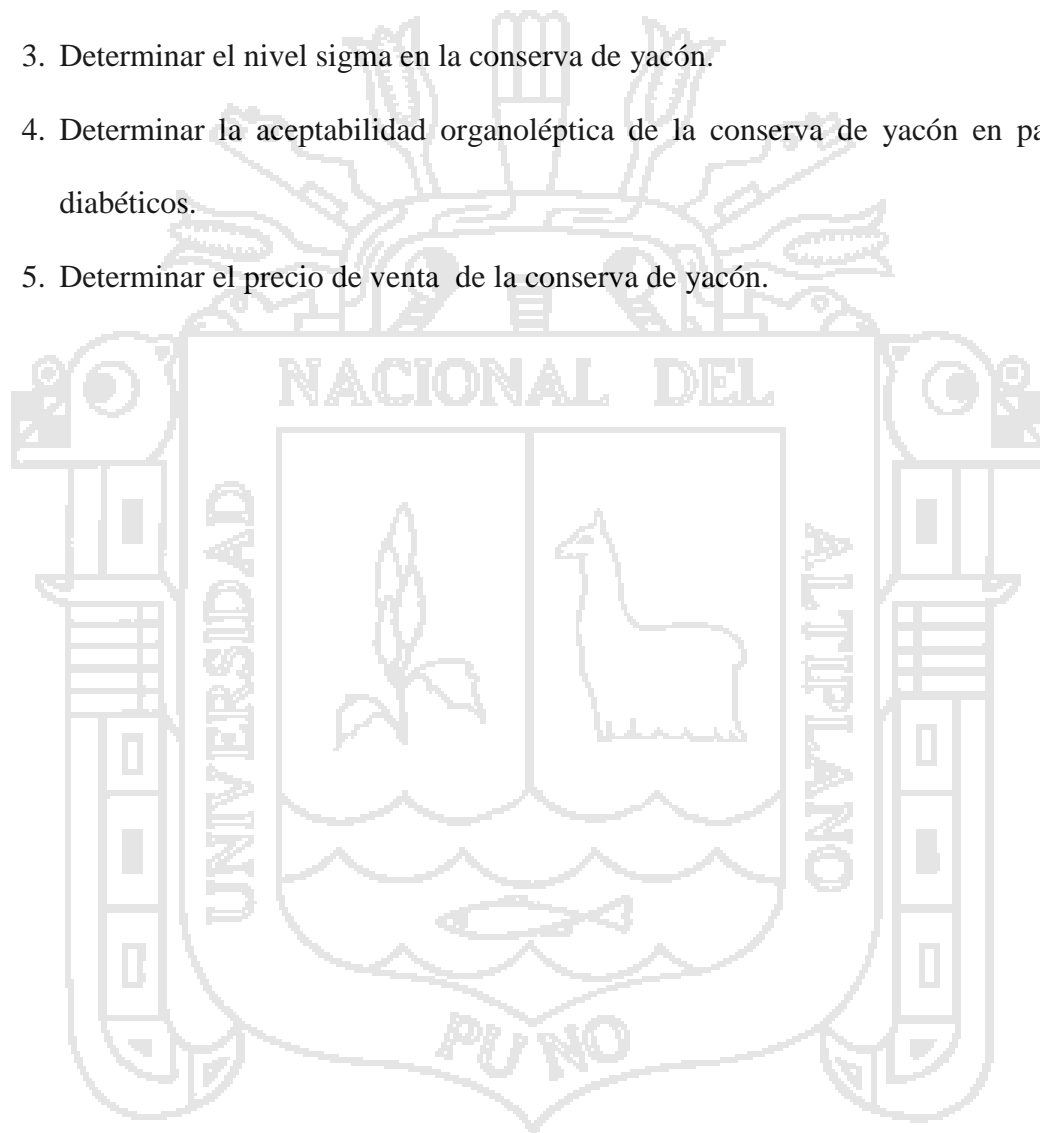 3. Determinar el nivel sigma en la conserva de yacón.
4. Determinar la aceptabilidad organoléptica de la conserva de yacón en
diabéticos.
5. Determinar el precio de venta de la conserva de yacón.
NACIONAL DEL
UNIVERSIDAD
ALTIPLANO
PUNO